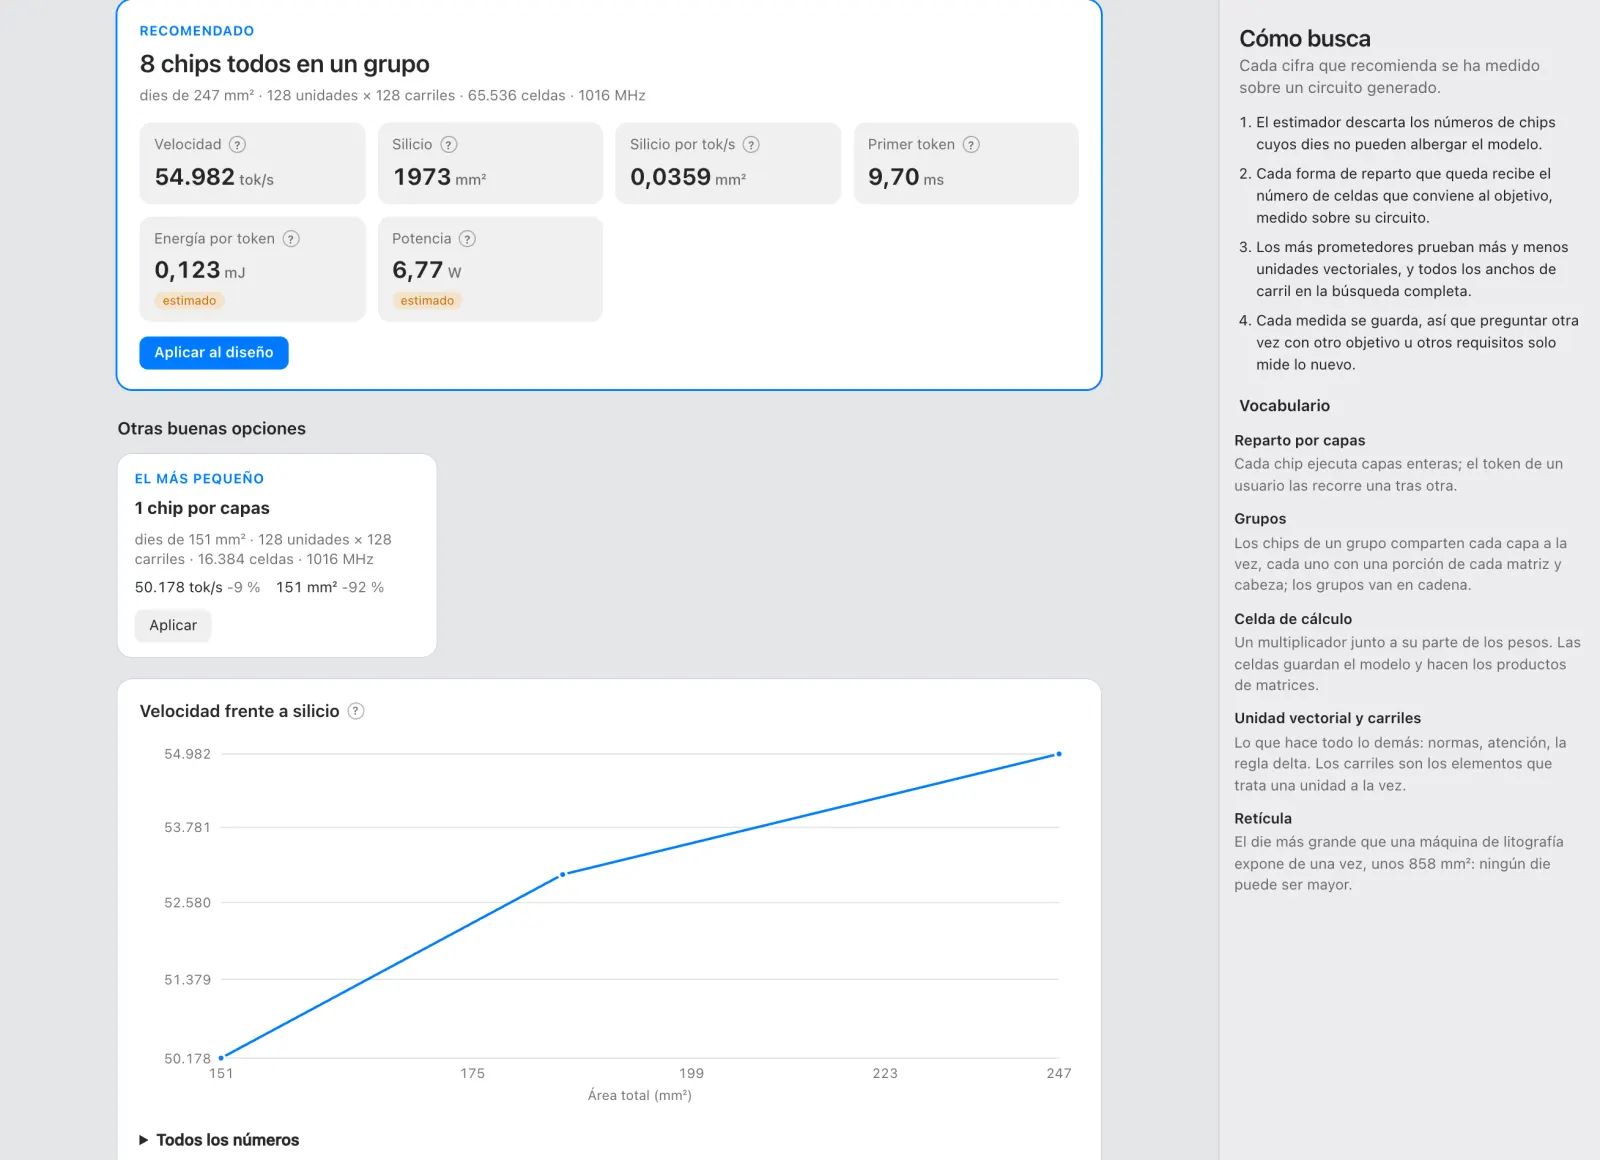 RECOMENDADO
8 chips todos en un grupo
dies de 247 mm² · 128 unidades × 128 carriles · 65.536 celdas · 1016 MHz
Velocidad ?
54.982 tok/s
Silicio ?
1973 mm²
Silicio por tok/s ?
0,0359 mm²
Primer token ?
9,70 ms
Energía por token ?
0,123 mJ
estimado
Potencia ?
6,77 W
estimado
Aplicar al diseño
Otras buenas opciones
EL MÁS PEQUEÑO
1 chip por capas
dies de 151 mm² · 128 unidades × 128
carriles · 16.384 celdas · 1016 MHz
50.178 tok/s -9 % 151 mm² -92 %
Aplicar
Velocidad frente a silicio ?
54.982
53.781
52.580
51.379
50.178
151 175 199 223 247
Área total (mm²)
Todos los números
Cómo busca
Cada cifra que recomienda se ha medido
sobre un circuito generado.
1. El estimador descarta los números de chips
cuyos dies no pueden albergar el modelo.
2. Cada forma de reparto que queda recibe el
número de celdas que conviene al objetivo,
medido sobre su circuito.
3. Los más prometedores prueban más y menos
unidades vectoriales, y todos los anchos de
carril en la búsqueda completa.
4. Cada medida se guarda, así que preguntar otra
vez con otro objetivo u otros requisitos solo
mide lo nuevo.
Vocabulario
Reparto por capas
Cada chip ejecuta capas enteras; el token de un
usuario las recorre una tras otra.
Grupos
Los chips de un grupo comparten cada capa a la
vez, cada uno con una porción de cada matriz y
cabeza; los grupos van en cadena.
Celda de cálculo
Un multiplicador junto a su parte de los pesos. Las
celdas guardan el modelo y hacen los productos
de matrices.
Unidad vectorial y carriles
Lo que hace todo lo demás: normas, atención, la
regla delta. Los carriles son los elementos que
trata una unidad a la vez.
Retícula
El die más grande que una máquina de litografía
expone de una vez, unos 858 mm²: ningún die
puede ser mayor.